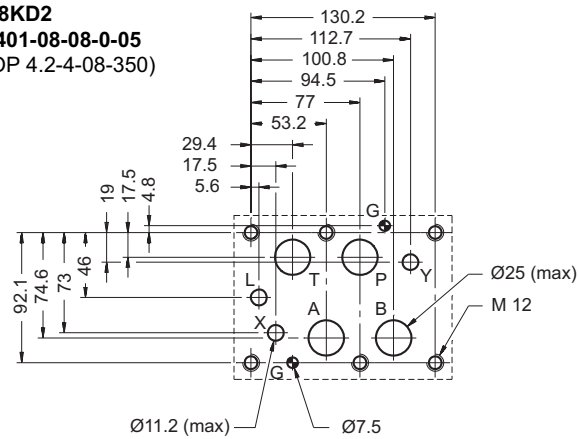 8KD2
401-08-08-0-05
OP 4.2-4-08-350)
130.2
112.7
100.8
94.5
77
53.2
29.4
17.5
5.6
19
17.5
4.8
G
92.1
74.6
73
46
L
T
P
Y
X
A
B
Ø25 (max)
M 12
G
Ø11.2 (max)
Ø7.5